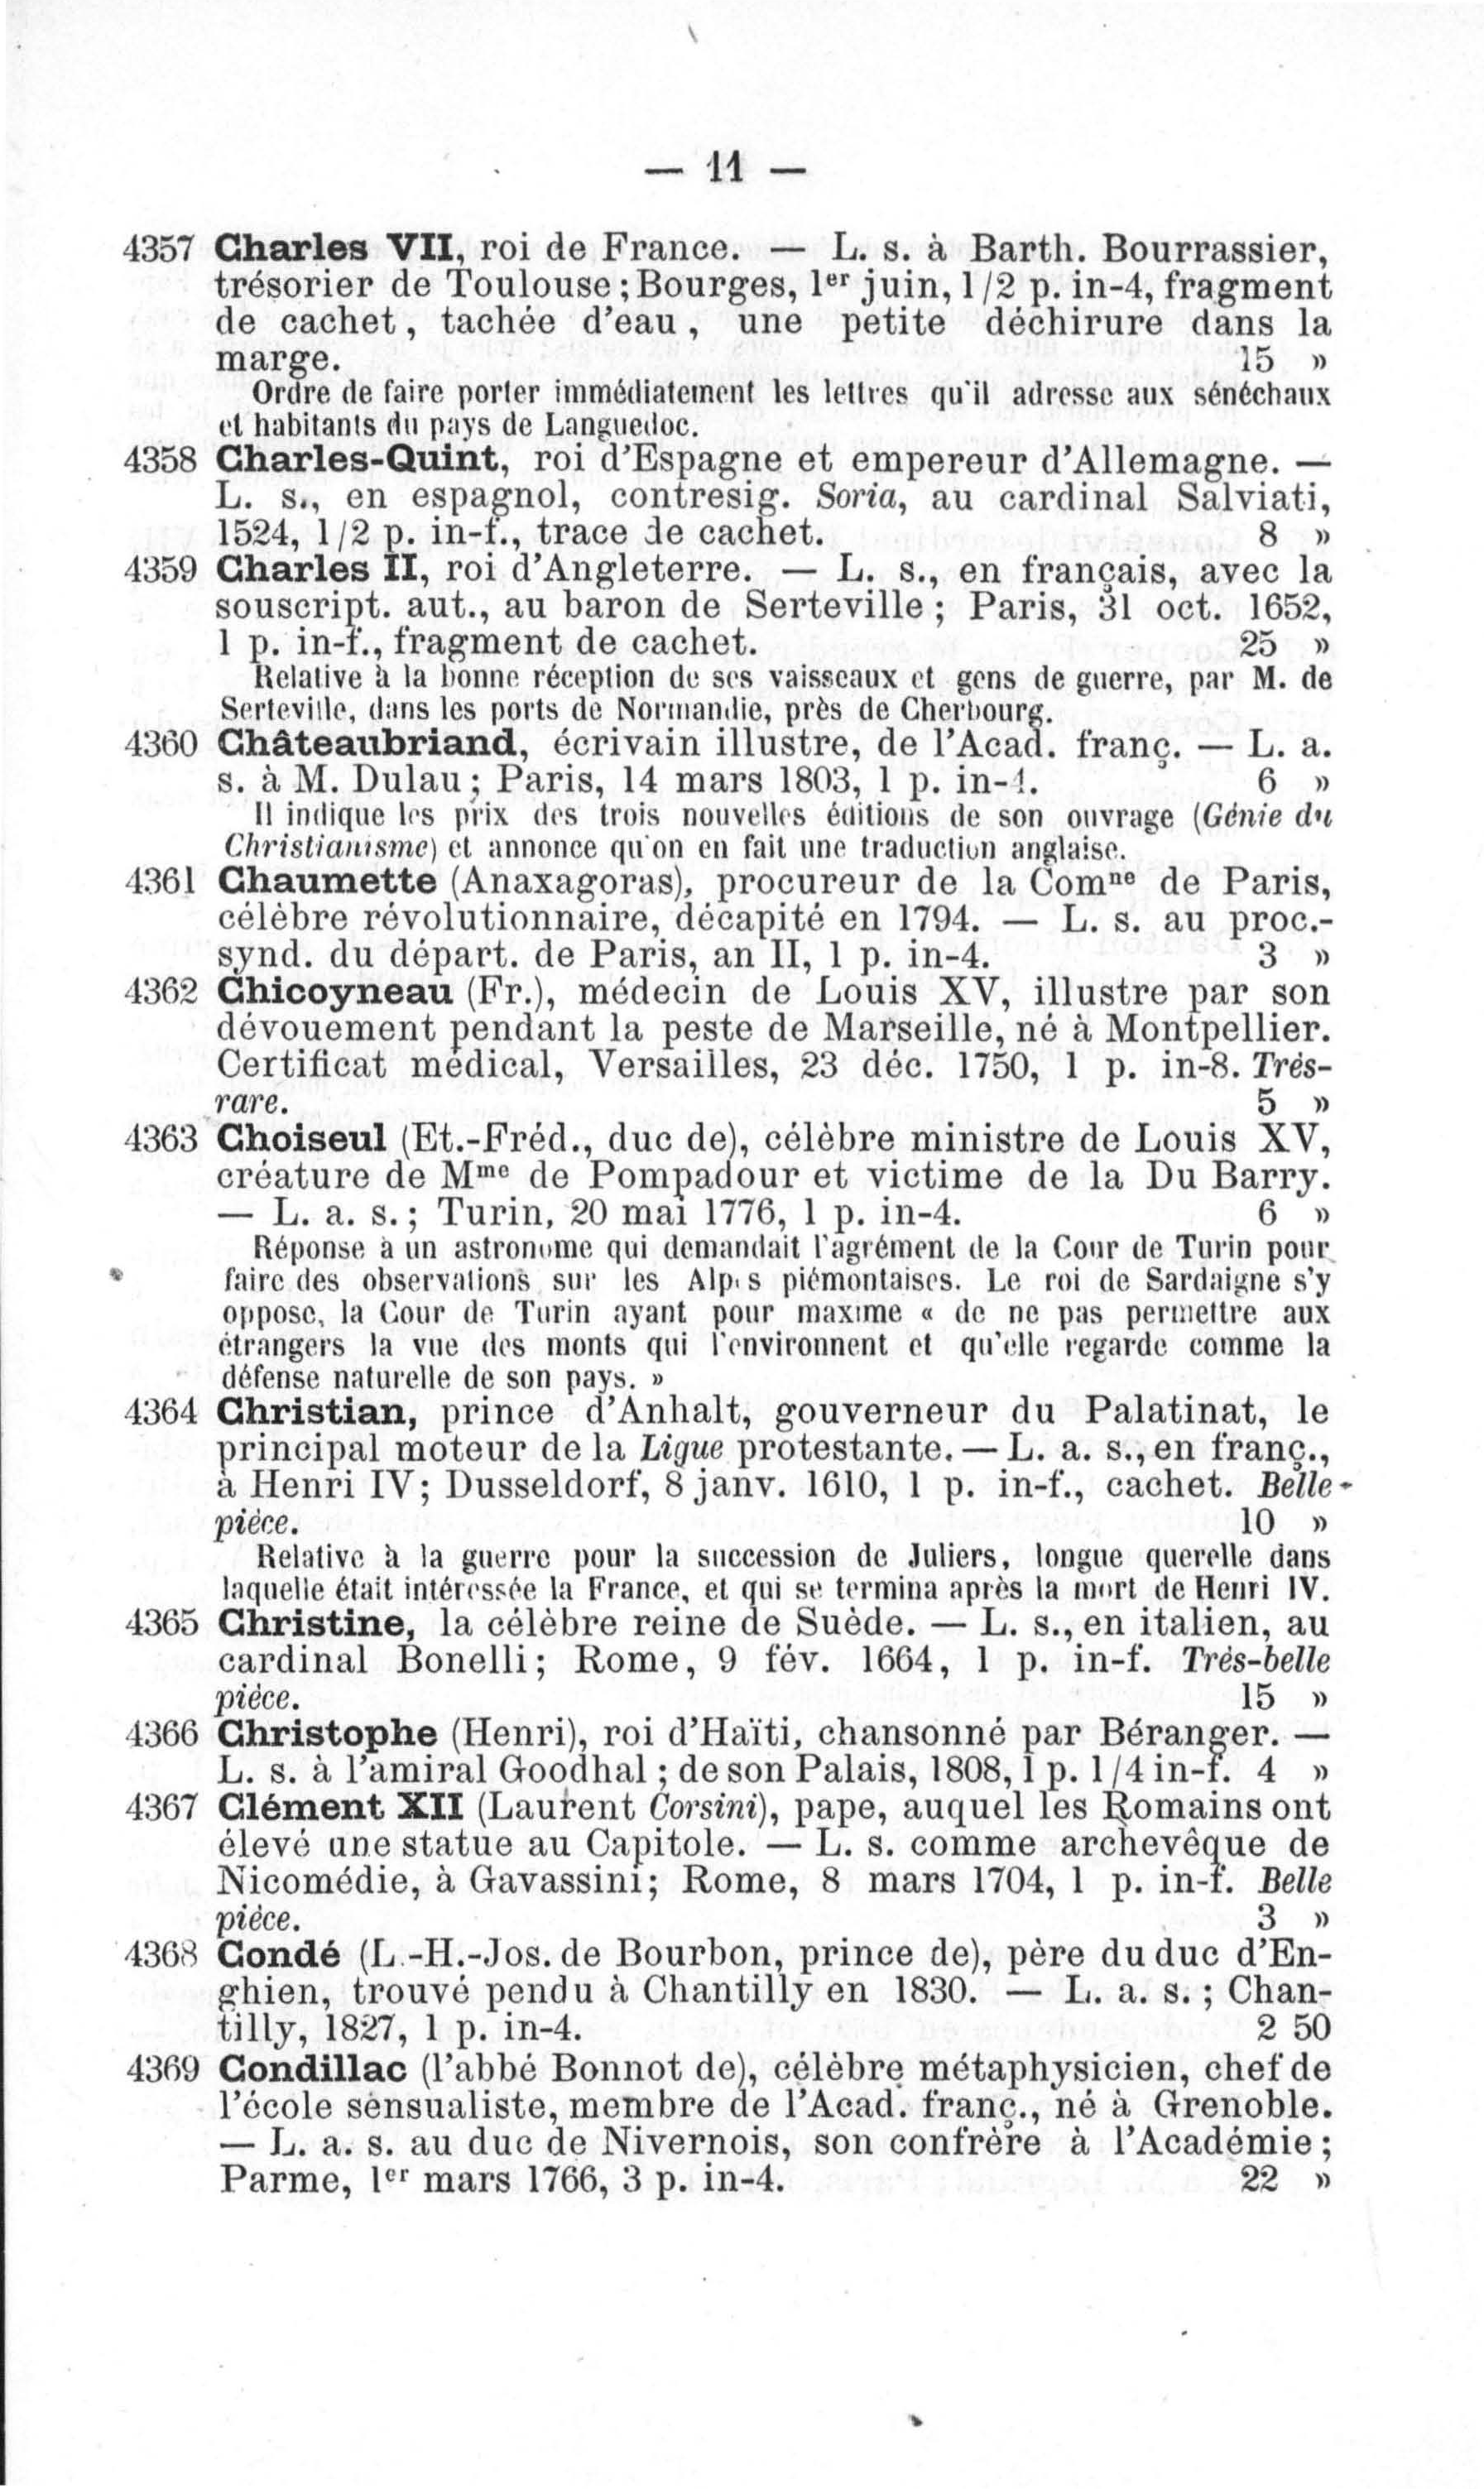 — 11 —
4357 Charles VII, roi de France. — L. s. à Barth. Bourrassier,
trésorier de Toulouse ; Bourges, 1er juin, 1/2 p. in-4, fragment
de cachet, tachée d'eau, une petite déchirure dans la
marge. 15 »
Ordre de faire porter immédiatement les lettres qu'il adresse aux sénéchaux
et habitants du pays de Languedoc.
4358 Charles-Quint, roi d'Espagne et empereur d'Allemagne. —
L. s., en espagnol, contresig. Soria, au cardinal Salviati,
1524, 1/2 p. in-f., trace de cachet. 8 »
4359 Charles II, roi d'Angleterre. — L. s., en français, avec la
souscript. aut., au baron de Serteville ; Paris, 31 oct. 1652,
1 p. in-f., fragment de cachet. 25 »
Relative à la bonne réception de ses vaisseaux et gens de guerre, par M. de
Serteville, dans les ports de Normandie, près de Cherbourg.
4360 Châteaubriand, écrivain illustre, de l'Acad. franç. — L. a.
s. à M. Dulau ; Paris, 14 mars 1803, 1 p. in-4. 6 »
Il indique les prix des trois nouvelles éditions de son ouvrage (Génie du
Christianisme) et annonce qu'on en fait une traduction anglaise.
4361 Chaumette (Anaxagoras), procureur de la Comne de Paris,
célèbre révolutionnaire, décapité en 1794. — L. s. au proc.-
synd. du départ. de Paris, an II, 1 p. in-4. 3 »
4362 Chicoyneau (Fr.), médecin de Louis XV, illustre par son
dévouement pendant la peste de Marseille, né à Montpellier.
Certificat médical, Versailles, 23 déc. 1750, 1 p. in-8. Très-
rare. 5 »
4363 Choiseul (Et.-Fréd., duc de), célèbre ministre de Louis XV,
créature de Mme de Pompadour et victime de la Du Barry.
— L. a. s. ; Turin, 20 mai 1776, 1 p. in-4. 6 »
Réponse à un astronome qui demandait l'agrément de la Cour de Turin pour
faire des observations sur les Alpes piémontaises. Le roi de Sardaigne s'y
oppose, la Cour de Turin ayant pour maxime « de ne pas permettre aux
étrangers la vue des monts qui l'environnent et qu'elle regarde comme la
défense naturelle de son pays. »
4364 Christian, prince d'Anhalt, gouverneur du Palatinat, le
principal moteur de la Ligue protestante. — L. a. s., en franç.,
à Henri IV ; Dusseldorf, 8 janv. 1610, 1 p. in-f., cachet. Belle-
pièce. 10 »
Relative à la guerre pour la succession de Juliers, longue querelle dans
laquelle était intéressée la France, et qui se termina après la mort de Henri IV.
4365 Christine, la célèbre reine de Suède. — L. s., en italien, au
cardinal Bonelli ; Rome, 9 fév. 1664, 1 p. in-f. Très-belle
pièce. 15 »
4366 Christophe (Henri), roi d'Haïti, chansonné par Béranger. —
L. s. à l'amiral Goodhal ; de son Palais, 1808, 1 p. 1/4 in-f. 4 »
4367 Clément XII (Laurent Corsini), pape, auquel les Romains ont
élevé une statue au Capitole. — L. s. comme archevêque de
Nicomédie, à Gavassini ; Rome, 8 mars 1704, 1 p. in-f. Belle
pièce. 3 »
4368 Condé (L.-H.-Jos. de Bourbon, prince de), père du duc d'En-
ghien, trouvé pendu à Chantilly en 1830. — L. a. s. ; Chan-
tilly, 1827, 1 p. in-4. 2 50
4369 Condillac (l'abbé Bonnot de), célèbre métaphysicien, chef de
l'école sensualiste, membre de l'Acad. franç., né à Grenoble.
— L. a. s. au duc de Nivernois, son confrère à l'Académie ;
Parme, 1er mars 1766, 3 p. in-4. 22 »